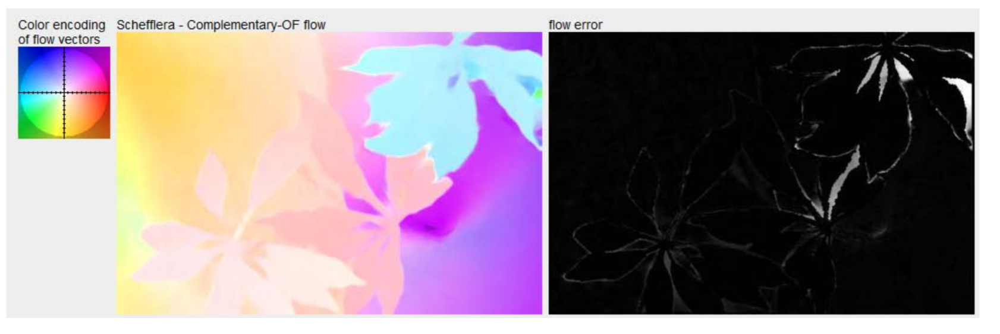 Color encoding
of flow vectors
Schefflera - Complementary-OF flow
flow error